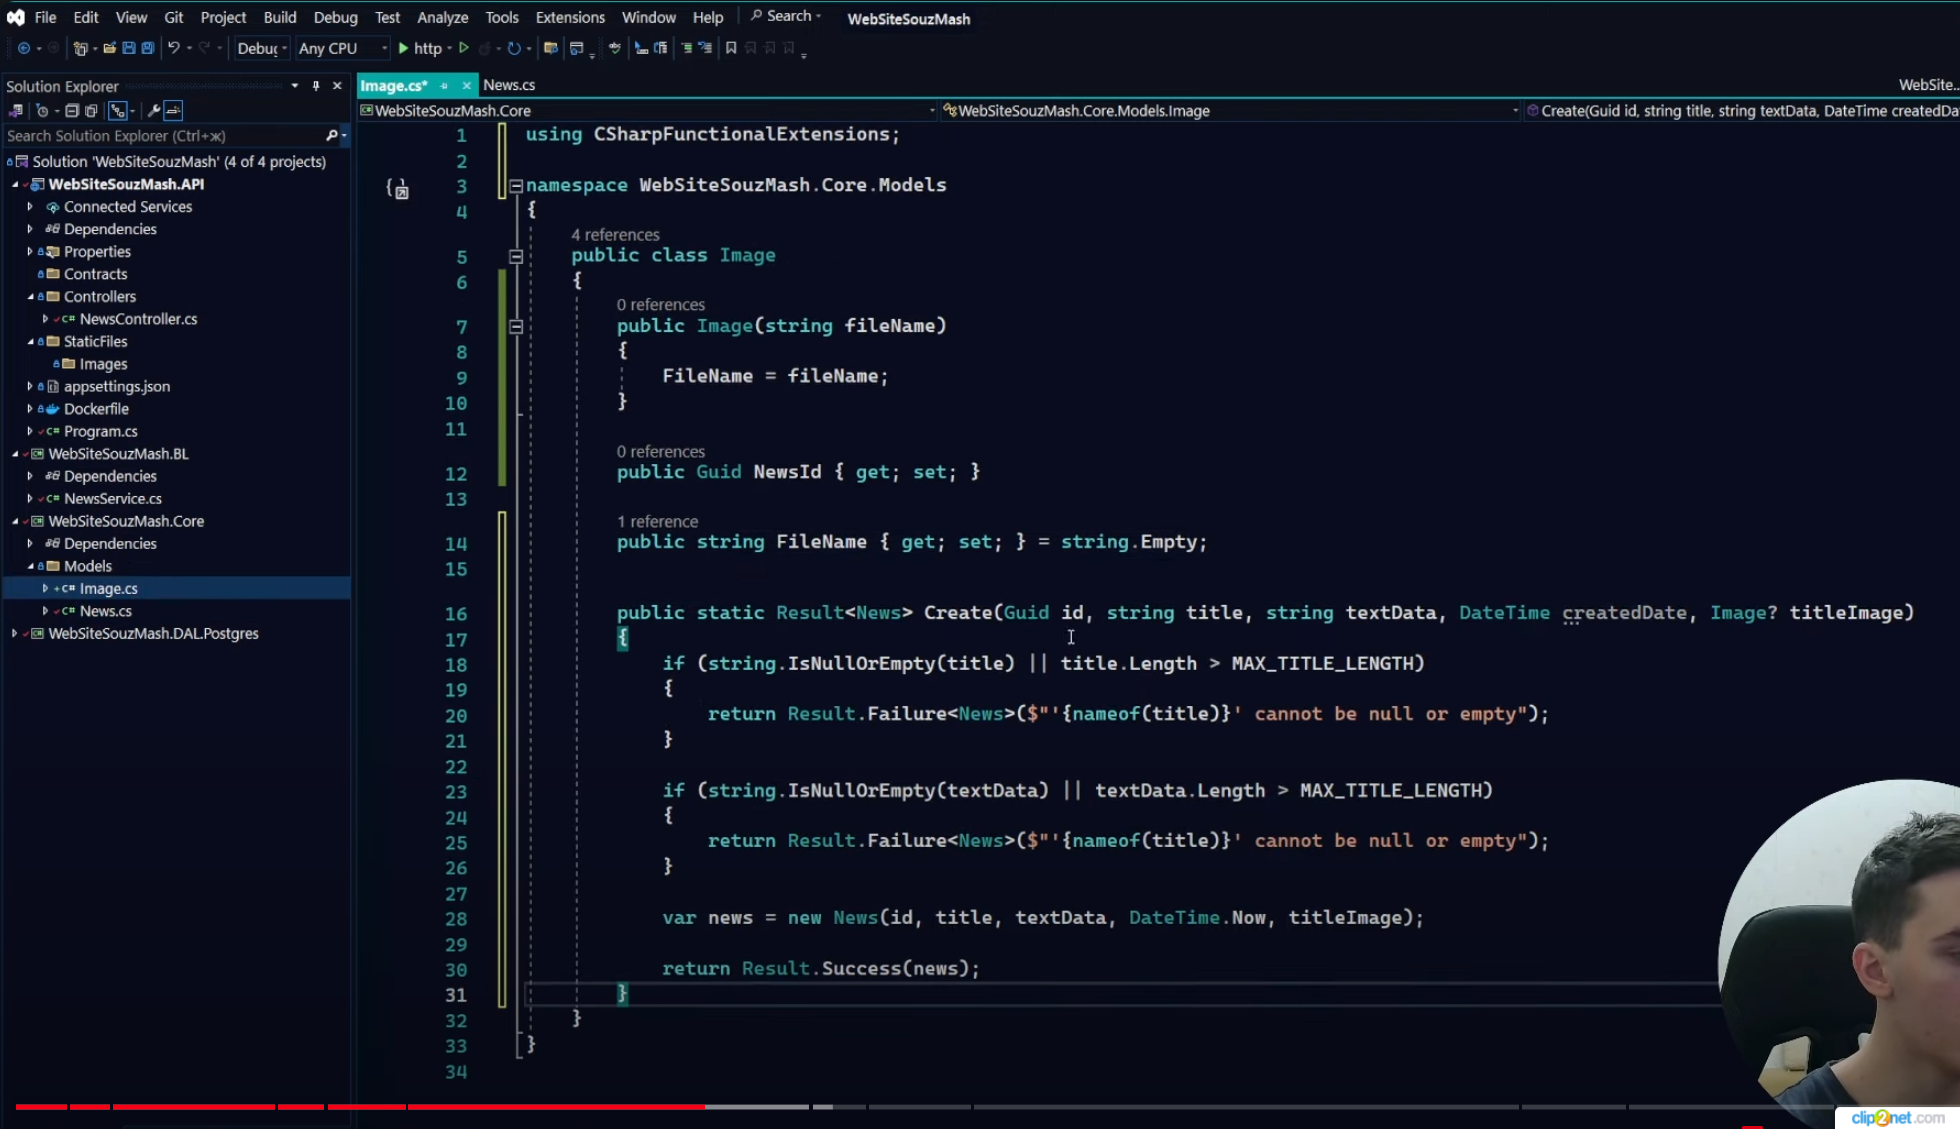 File Edit View Git Project Build Debug Test Analyze Tools Extensions Window Help Search WebSiteSouzMash
Debug Any CPU http
Solution Explorer
Search Solution Explorer (Ctrl+ж)
Solution 'WebSiteSouzMash' (4 of 4 projects)
WebSiteSouzMash.API
Connected Services
Dependencies
Properties
Contracts
Controllers
C# NewsController.cs
StaticFiles
Images
appsettings.json
Dockerfile
C# Program.cs
WebSiteSouzMash.BL
Dependencies
C# NewsService.cs
WebSiteSouzMash.Core
Dependencies
Models
C# Image.cs
C# News.cs
WebSiteSouzMash.DAL.Postgres
Image.cs* News.cs WebSite...
WebSiteSouzMash.Core WebSiteSouzMash.Core.Models.Image Create(Guid id, string title, string textData, DateTime createdDa
1 using CSharpFunctionalExtensions;
2
3 namespace WebSiteSouzMash.Core.Models
4 {
4 references
5 public class Image
6 {
0 references
7 public Image(string fileName)
8 {
9 FileName = fileName;
10 }
11
0 references
12 public Guid NewsId { get; set; }
13
1 reference
14 public string FileName { get; set; } = string.Empty;
15
16 public static Result<News> Create(Guid id, string title, string textData, DateTime createdDate, Image? titleImage)
17 {
18 if (string.IsNullOrEmpty(title) || title.Length > MAX_TITLE_LENGTH)
19 {
20 return Result.Failure<News>($"'{nameof(title)}' cannot be null or empty");
21 }
22
23 if (string.IsNullOrEmpty(textData) || textData.Length > MAX_TITLE_LENGTH)
24 {
25 return Result.Failure<News>($"'{nameof(title)}' cannot be null or empty");
26 }
27
28 var news = new News(id, title, textData, DateTime.Now, titleImage);
29
30 return Result.Success(news);
31 }
32 }
33 }
34
clip2net.com